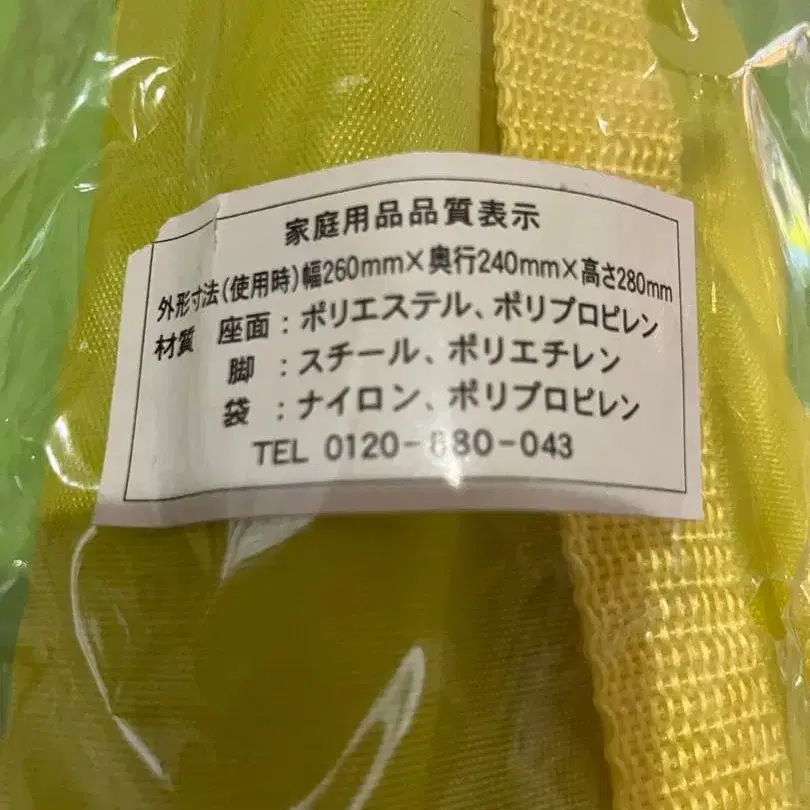 家庭用品品質表示
外形寸法(使用時)幅260mm×奥行240mm×高さ280mm
材質 座面:ポリエステル、ポリプロピレン
脚 :スチール、ポリエチレン
袋 :ナイロン、ポリプロピレン
TEL 0120-880-043